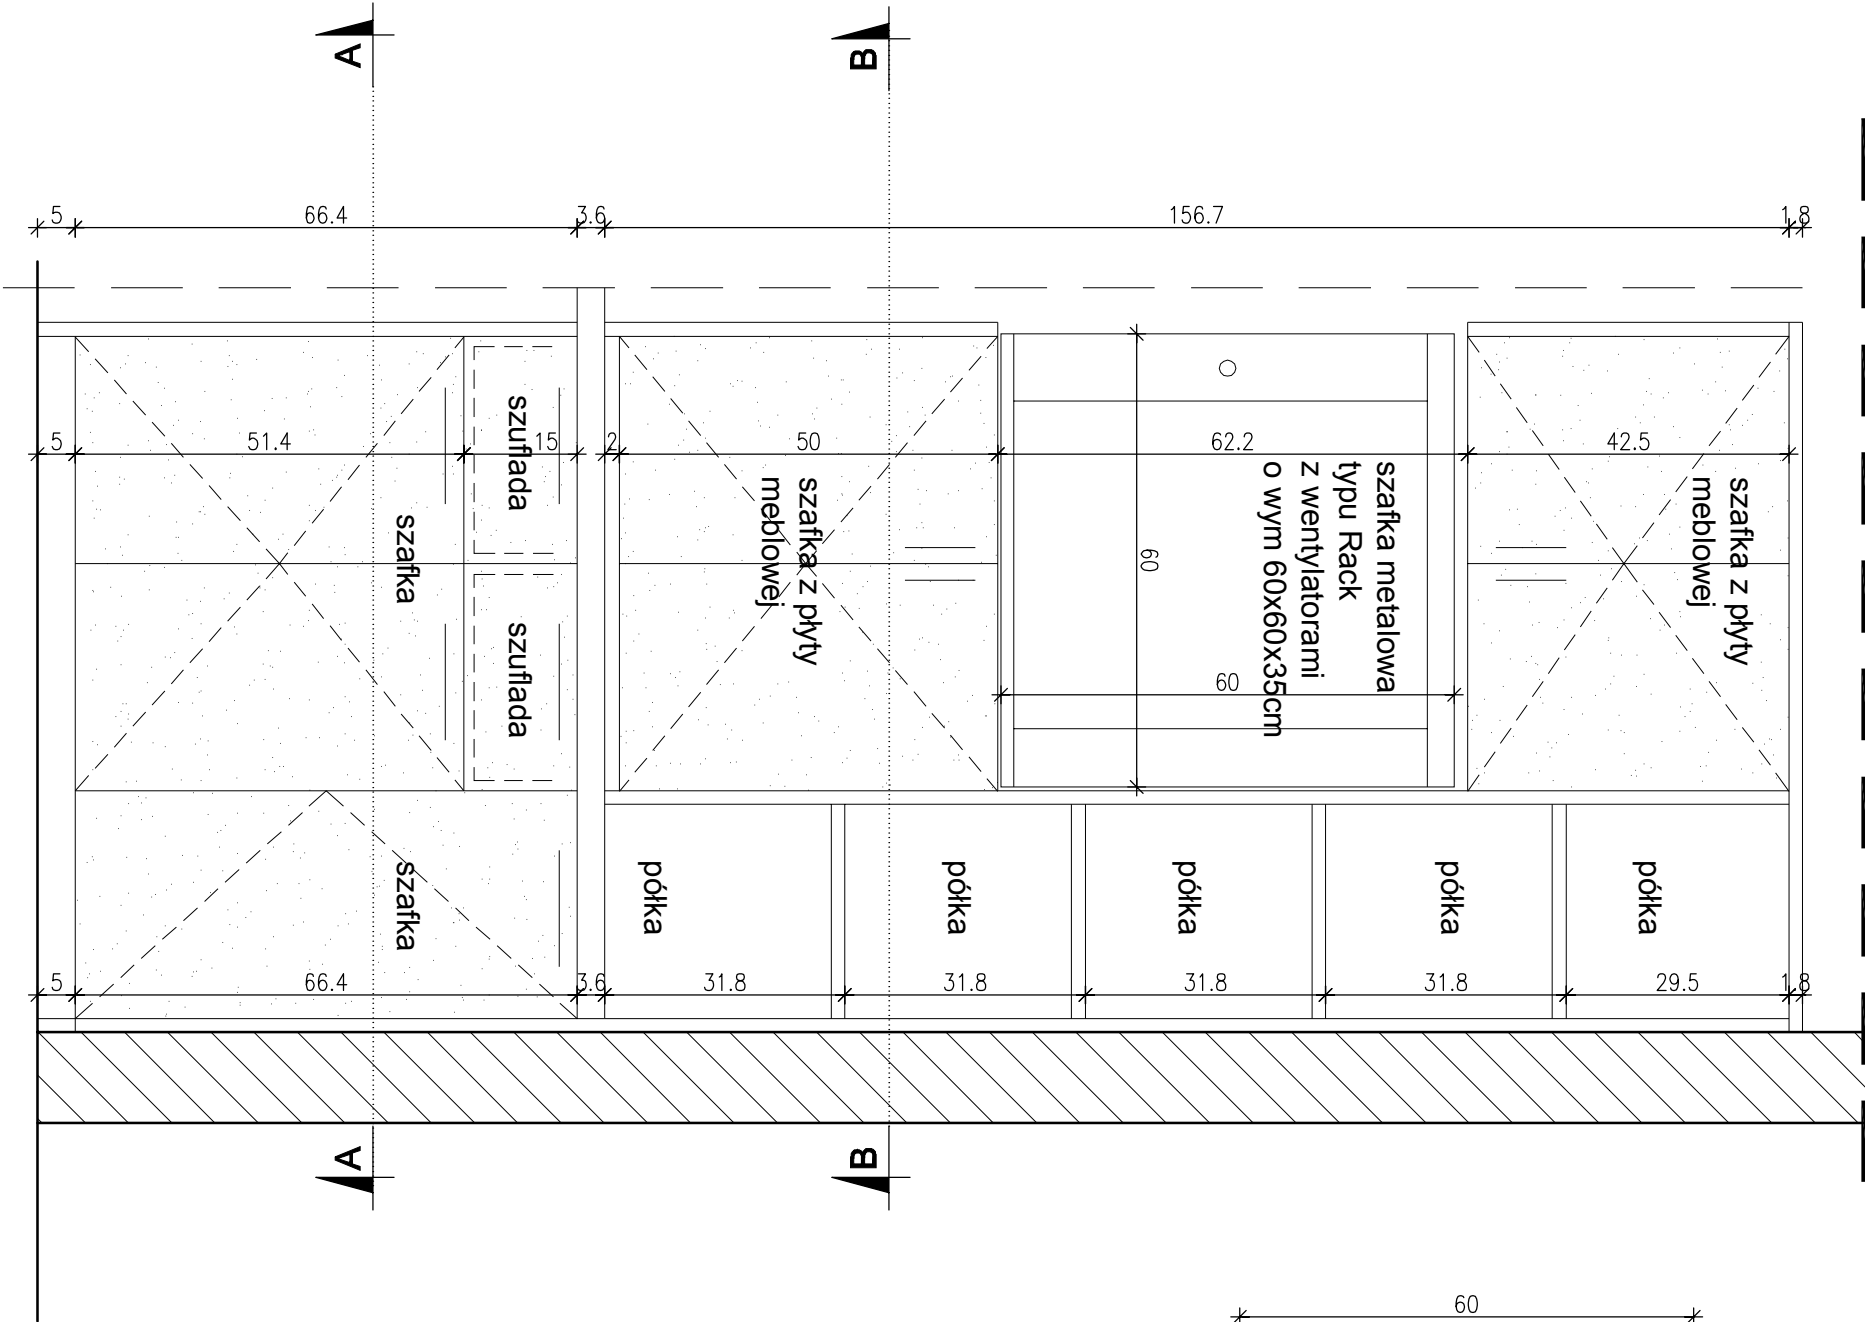 A
B
5
66.4
3.6
156.7
1.8
szuflada
5
51.4
15
2
50
62.2
42.5
szafka
szafka z płyty
meblowej
szafka metalowa
typu Rack
z wentylatorami
o wym 60x60x35cm
szafka z płyty
meblowej
60
60
szuflada
szafka
półka
półka
półka
półka
półka
5
66.4
3.6
31.8
31.8
31.8
31.8
29.5
1.8
A
B
60